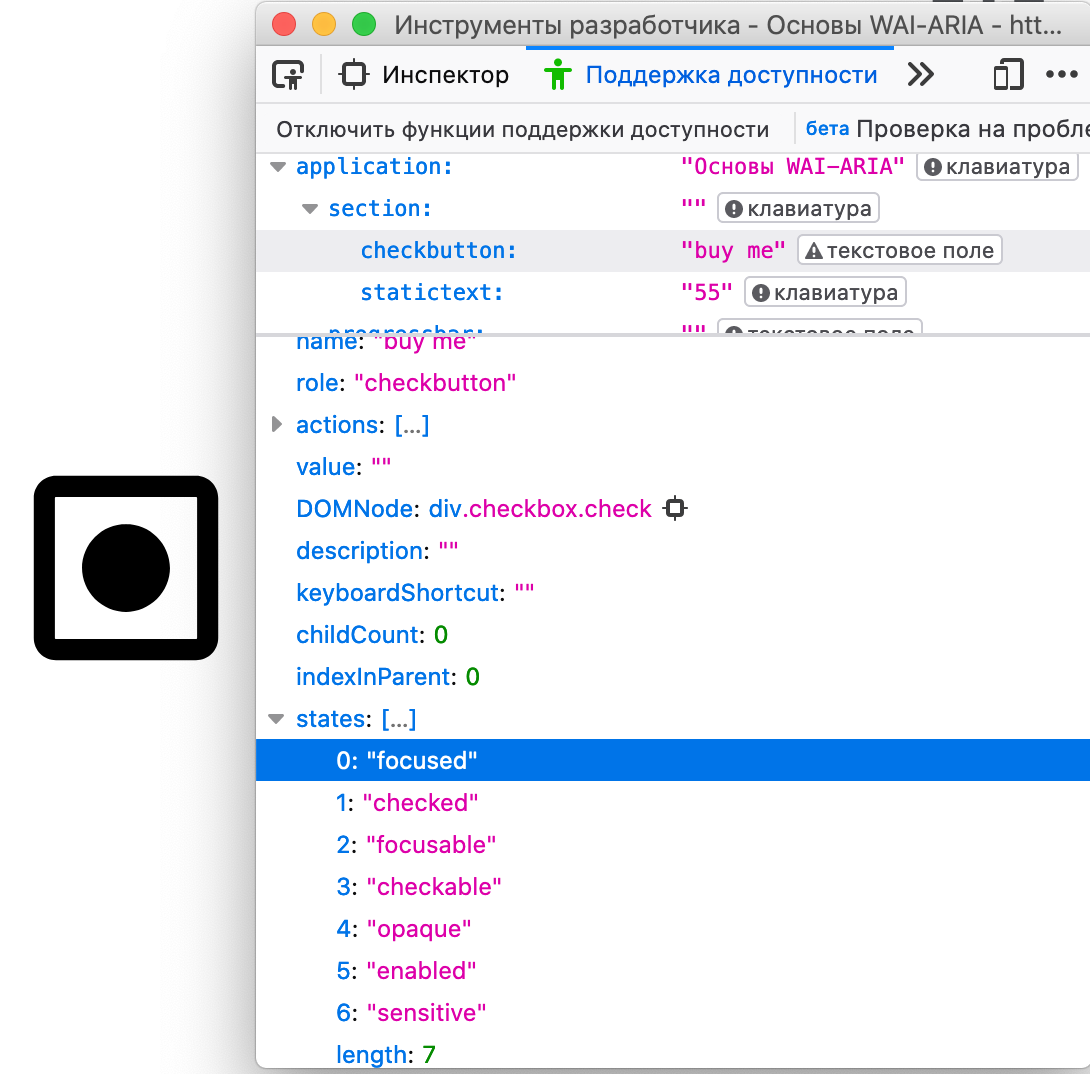 Инструменты разработчика - Основы WAI-ARIA - htt...
Инспектор Поддержка доступности
Отключить функции поддержки доступности бета Проверка на пробле
application: "Основы WAI-ARIA" клавиатура
section: "" клавиатура
checkbutton: "buy me" текстовое поле
statictext: "55" клавиатура
progressbar: "" текстовое поле
name: "buy me"
role: "checkbutton"
actions: [...]
value: ""
DOMNode: div.checkbox.check
description: ""
keyboardShortcut: ""
childCount: 0
indexInParent: 0
states: [...]
0: "focused"
1: "checked"
2: "focusable"
3: "checkable"
4: "opaque"
5: "enabled"
6: "sensitive"
length: 7